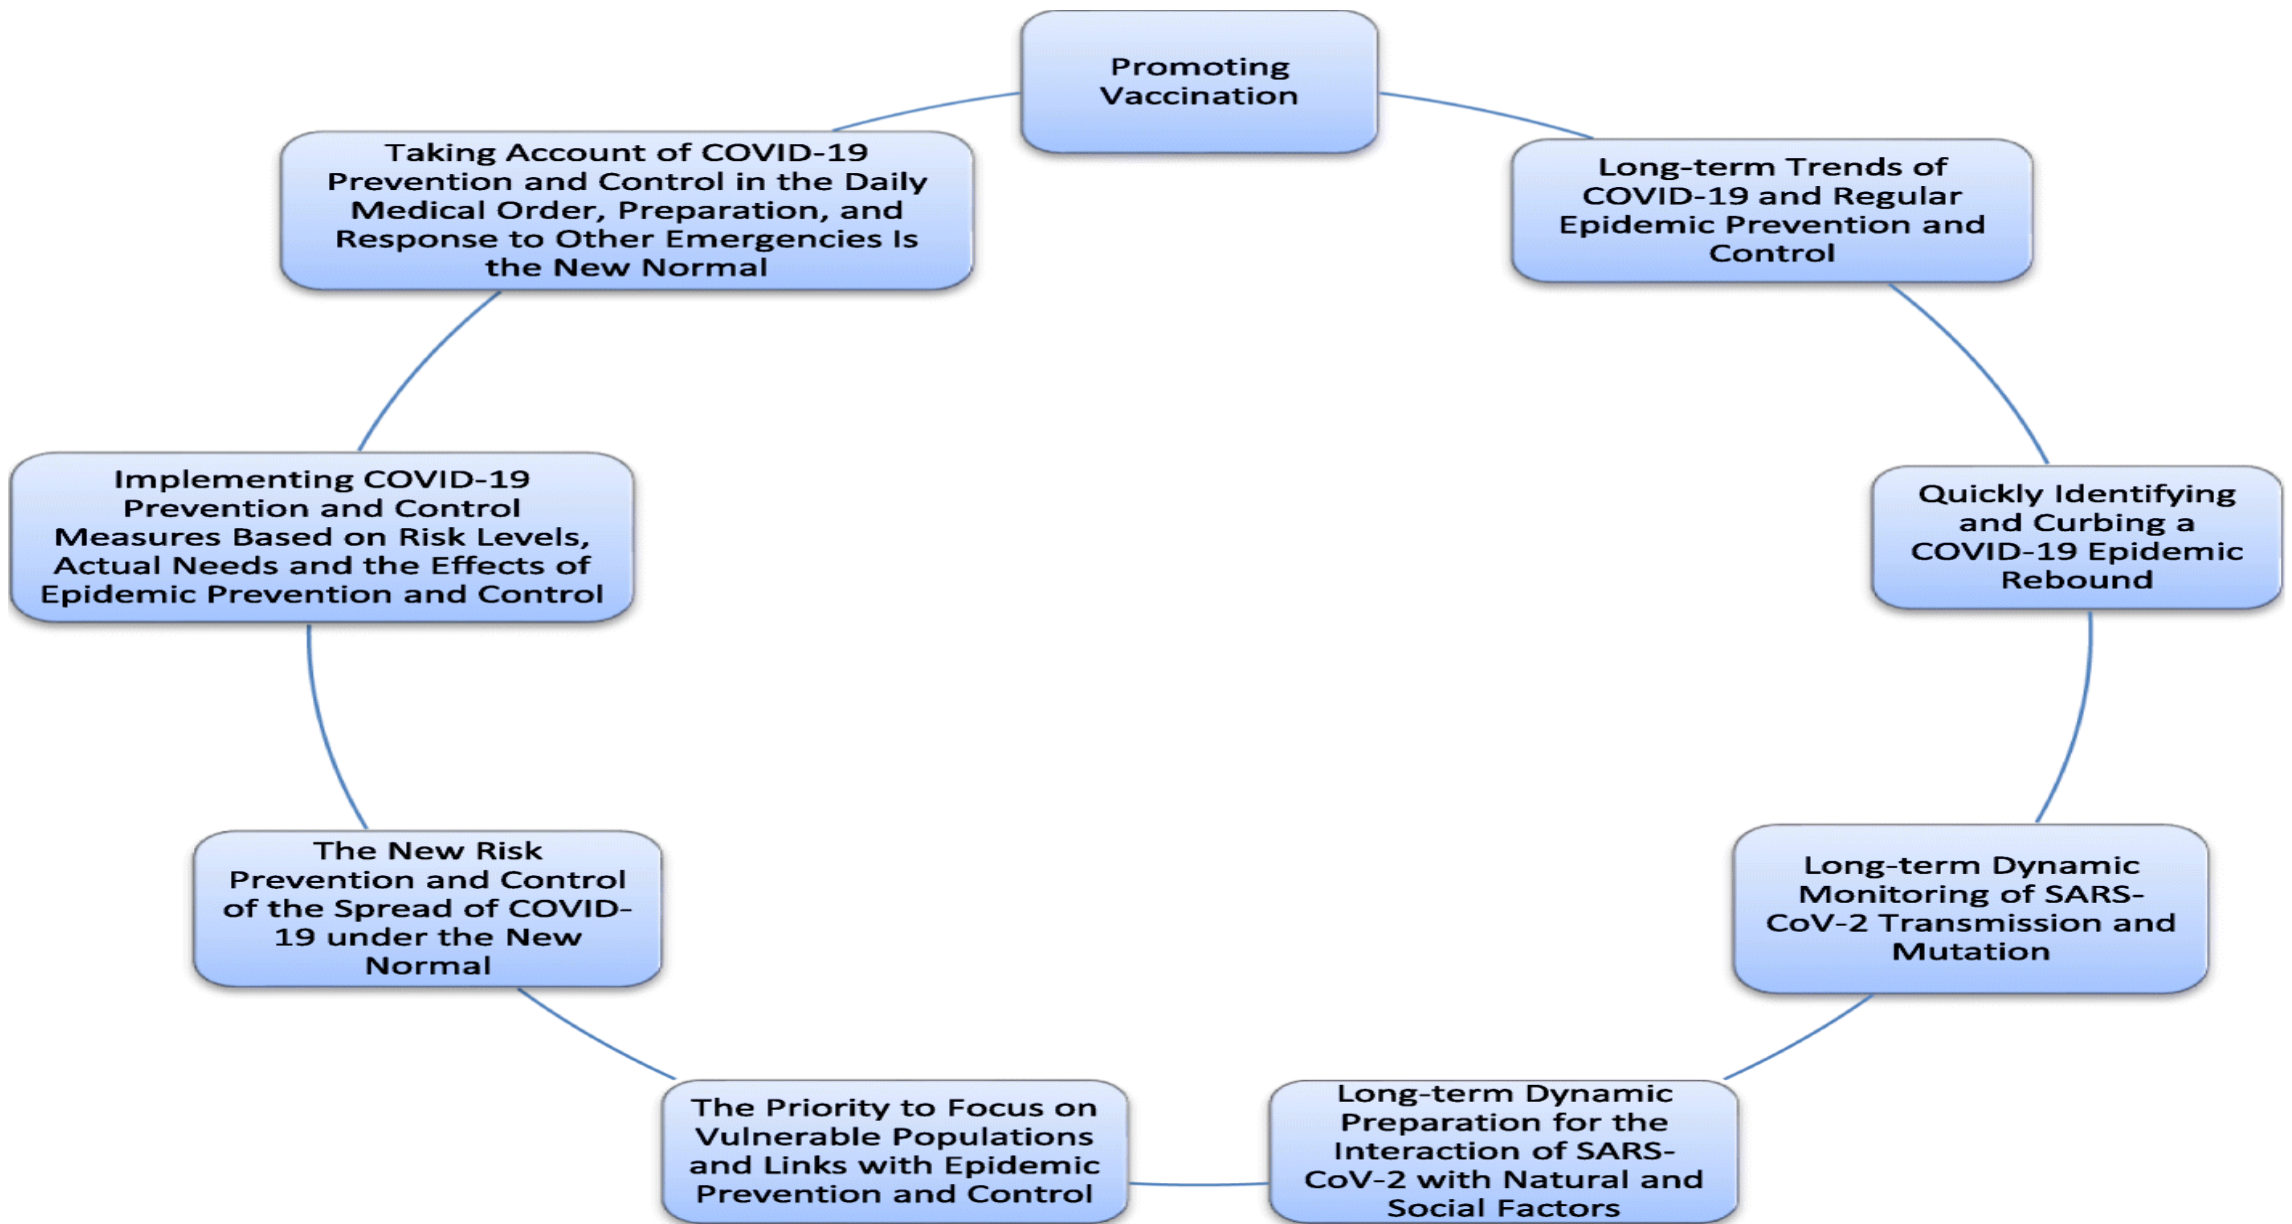 Promoting
Vaccination
Long-term Trends of
COVID-19 and Regular
Epidemic Prevention and
Control
Quickly Identifying
and Curbing a
COVID-19 Epidemic
Rebound
Long-term Dynamic
Monitoring of SARS-
CoV-2 Transmission and
Mutation
Long-term Dynamic
Preparation for the
Interaction of SARS-
CoV-2 with Natural and
Social Factors
The Priority to Focus on
Vulnerable Populations
and Links with Epidemic
Prevention and Control
The New Risk
Prevention and Control
of the Spread of COVID-
19 under the New
Normal
Implementing COVID-19
Prevention and Control
Measures Based on Risk Levels,
Actual Needs and the Effects of
Epidemic Prevention and Control
Taking Account of COVID-19
Prevention and Control in the Daily
Medical Order, Preparation, and
Response to Other Emergencies Is
the New Normal